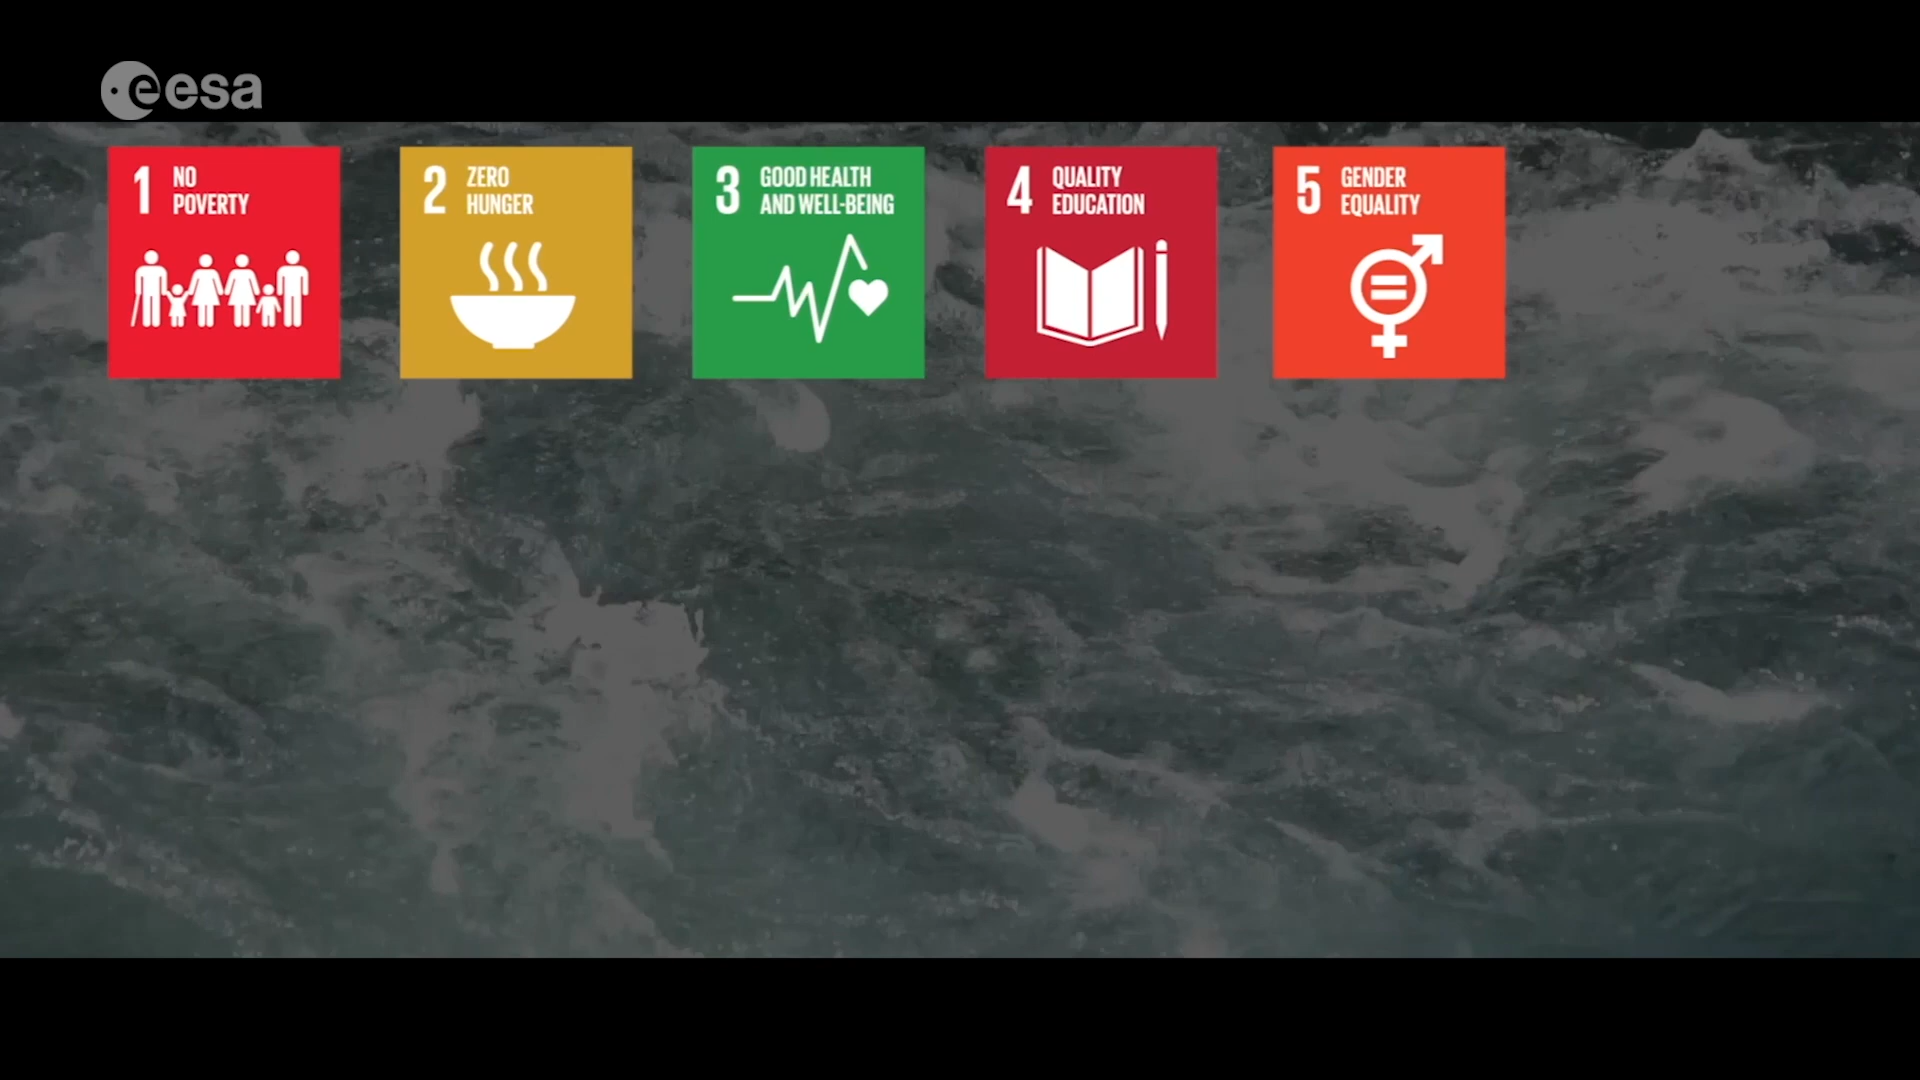 esa
1 NO
POVERTY
2 ZERO
HUNGER
3 GOOD HEALTH
AND WELL-BEING
4 QUALITY
EDUCATION
5 GENDER
EQUALITY